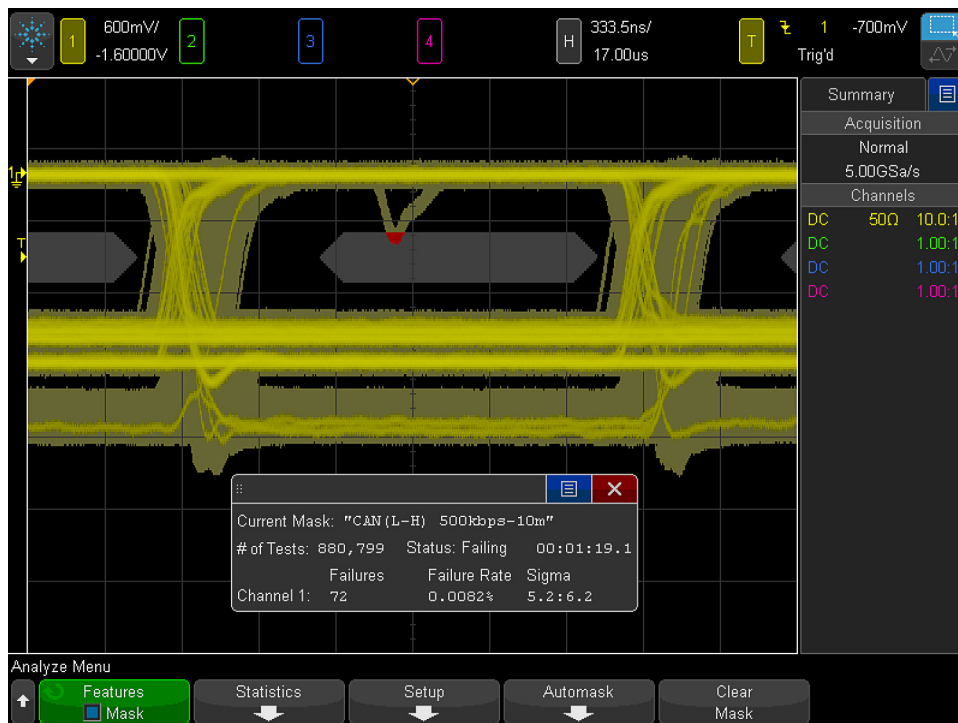 1 600mV/ 2 3 4 H 333.5ns/ T 1 -700mV
-1.60000V 17.00us Trig'd
Summary
Acquisition
Normal
5.00GSa/s
Channels
DC 50Ω 10.0:1
DC 1.00:1
DC 1.00:1
DC 1.00:1
1
T
Current Mask: "CAN(L-H) 500kbps-10m"
# of Tests: 880,799 Status: Failing 00:01:19.1
Failures Failure Rate Sigma
Channel 1: 72 0.0082% 5.2:6.2
Analyze Menu
Features Statistics Setup Automask Clear
Mask Mask